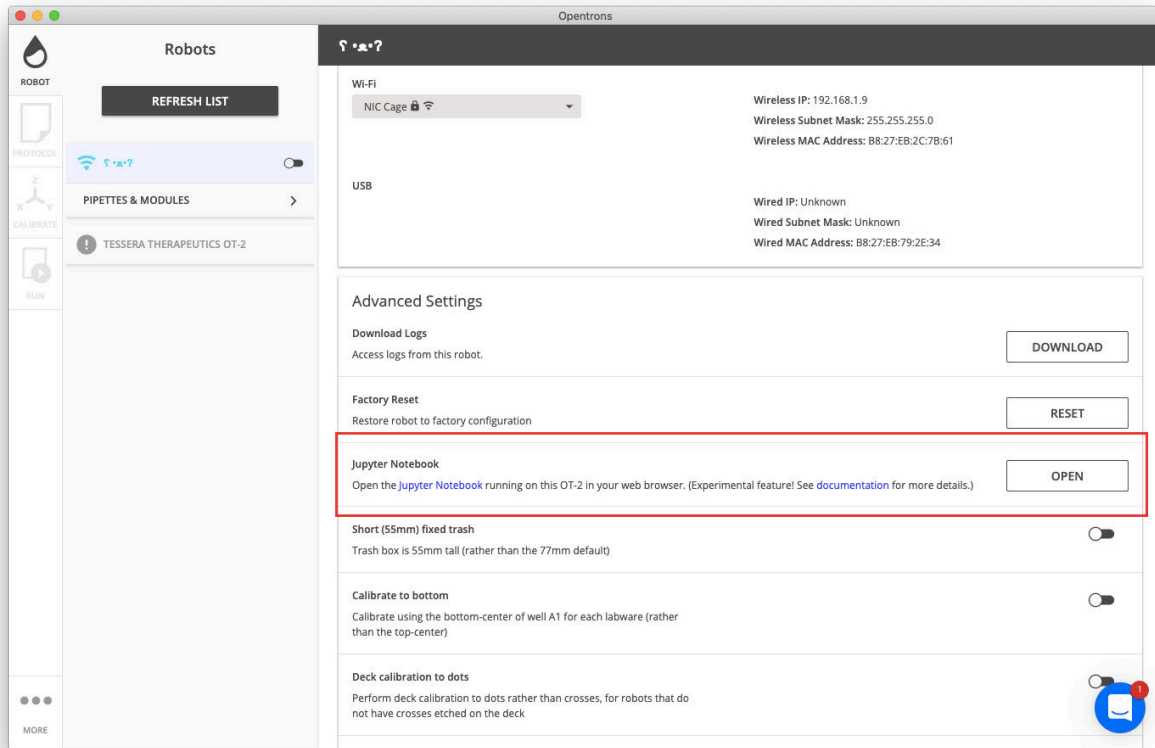 Opentrons
ROBOT
PROTOCOL
Z
X Y
CALIBRATE
RUN
MORE
Robots
REFRESH LIST
ʕ •ᴥ•ʔ
PIPETTES & MODULES
! TESSERA THERAPEUTICS OT-2
ʕ •ᴥ•ʔ
Wi-Fi
NIC Cage
Wireless IP: 192.168.1.9
Wireless Subnet Mask: 255.255.255.0
Wireless MAC Address: B8:27:EB:2C:7B:61
USB
Wired IP: Unknown
Wired Subnet Mask: Unknown
Wired MAC Address: B8:27:EB:79:2E:34
Advanced Settings
Download Logs
Access logs from this robot.
DOWNLOAD
Factory Reset
Restore robot to factory configuration
RESET
Jupyter Notebook
Open the Jupyter Notebook running on this OT-2 in your web browser. (Experimental feature! See documentation for more details.)
OPEN
Short (55mm) fixed trash
Trash box is 55mm tall (rather than the 77mm default)
Calibrate to bottom
Calibrate using the bottom-center of well A1 for each labware (rather
than the top-center)
Deck calibration to dots
Perform deck calibration to dots rather than crosses, for robots that do
not have crosses etched on the deck
1